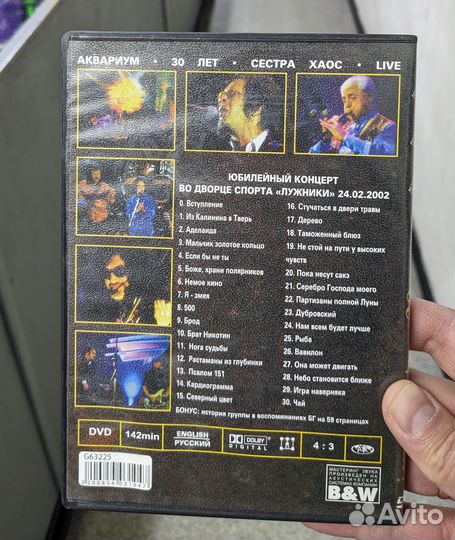 АКВАРИУМ • 30 ЛЕТ • СЕСТРА ХАОС • LIVE
ЮБИЛЕЙНЫЙ КОНЦЕРТ
ВО ДВОРЦЕ СПОРТА «ЛУЖНИКИ» 24.02.2002
0. Вступление
1. Из Калинина в Тверь
2. Аделаида
3. Мальчик золотое кольцо
4. Если бы не ты
5. Боже, храни полярников
6. Немое кино
7. Я - змея
8. 500
9. Брод
10. Брат Никотин
11. Нога судьбы
12. Растаманы из глубинки
13. Псалом 151
14. Кардиограмма
15. Северный цвет
16. Стучаться в двери травы
17. Дерево
18. Таможенный блюз
19. Не стой на пути у высоких
чувств
20. Пока несут сакэ
21. Серебро Господа моего
22. Партизаны полной Луны
23. Дубровский
24. Нам всем будет лучше
25. Рыба
26. Вавилон
27. Она может двигать
28. Небо становится ближе
29. Игра наверняка
30. Чай
БОНУС: история группы в воспоминаниях БГ на 59 страницах
DVD
142min
ENGLISH
РУССКИЙ
DOLBY
DIGITAL
4:3
G63225
МАСТЕРИНГ ЗВУКА
ПРОИЗВЕДЕН НА
АКУСТИЧЕСКИХ
СИСТЕМАХ КОМПАНИИ
B&W
Avito